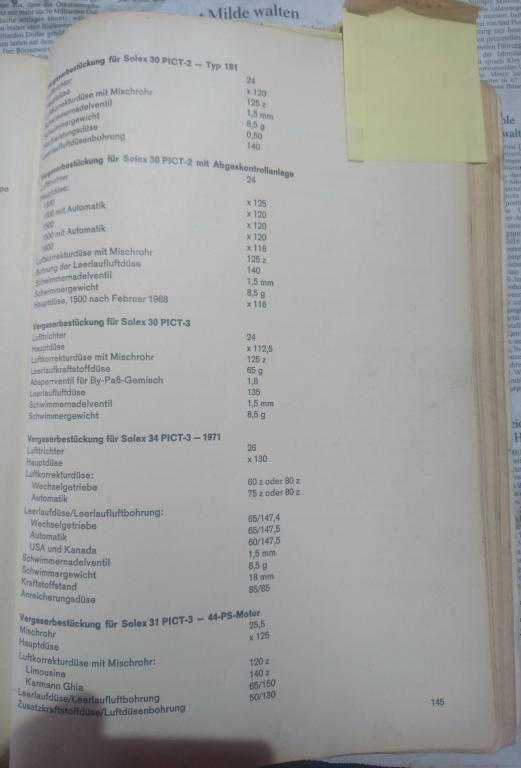 Milde walten
Vergaserbestückung für Solex 30 PICT-2 — Typ 181
Lufttrichter 24
Hauptdüse x 120
Luftkorrekturdüse mit Mischrohr 125 z
Schwimmernadelventil 1,5 mm
Schwimmergewicht 8,5 g
0,50
Leerlaufluftdüsenbohrung 140
Vergaserbestückung für Solex 30 PICT-2 mit Abgaskontrollanlage
Lufttrichter 24
Hauptdüse:
1300 x 125
1300 mit Automatik x 120
1500 x 120
1500 mit Automatik x 120
1600 x 116
Luftkorrekturdüse mit Mischrohr 125 z
Bohrung der Leerlaufluftdüse 140
Schwimmernadelventil 1,5 mm
Schwimmergewicht 8,5 g
Hauptdüse, 1500 nach Februar 1968 x 116
Vergaserbestückung für Solex 30 PICT-3
Lufttrichter 24
Hauptdüse x 112,5
Luftkorrekturdüse mit Mischrohr 125 z
Leerlaufkraftstoffdüse 65 g
Absperrventil für By-Paß-Gemisch 1,8
Leerlaufluftdüse 135
Schwimmernadelventil 1,5 mm
Schwimmergewicht 8,5 g
Vergaserbestückung für Solex 34 PICT-3 — 1971
Lufttrichter 26
Hauptdüse x 130
Luftkorrekturdüse:
Wechselgetriebe 60 z oder 80 z
Automatik 75 z oder 80 z
Leerlaufdüse/Leerlaufluftbohrung:
Wechselgetriebe 65/147,4
Automatik 65/147,5
USA und Kanada 60/147,5
Schwimmernadelventil 1,5 mm
Schwimmergewicht 8,5 g
Kraftstoffstand 18 mm
Anreicherungsdüse 85/85
Vergaserbestückung für Solex 31 PICT-3 — 44-PS-Motor
Mischrohr 25,5
Hauptdüse x 125
Luftkorrekturdüse mit Mischrohr:
Limousine 120 z
Karmann Ghia 140 z
Leerlaufdüse/Leerlaufluftbohrung 65/150
Zusatzkraftstoffdüse/Luftdüsenbohrung 50/130
145